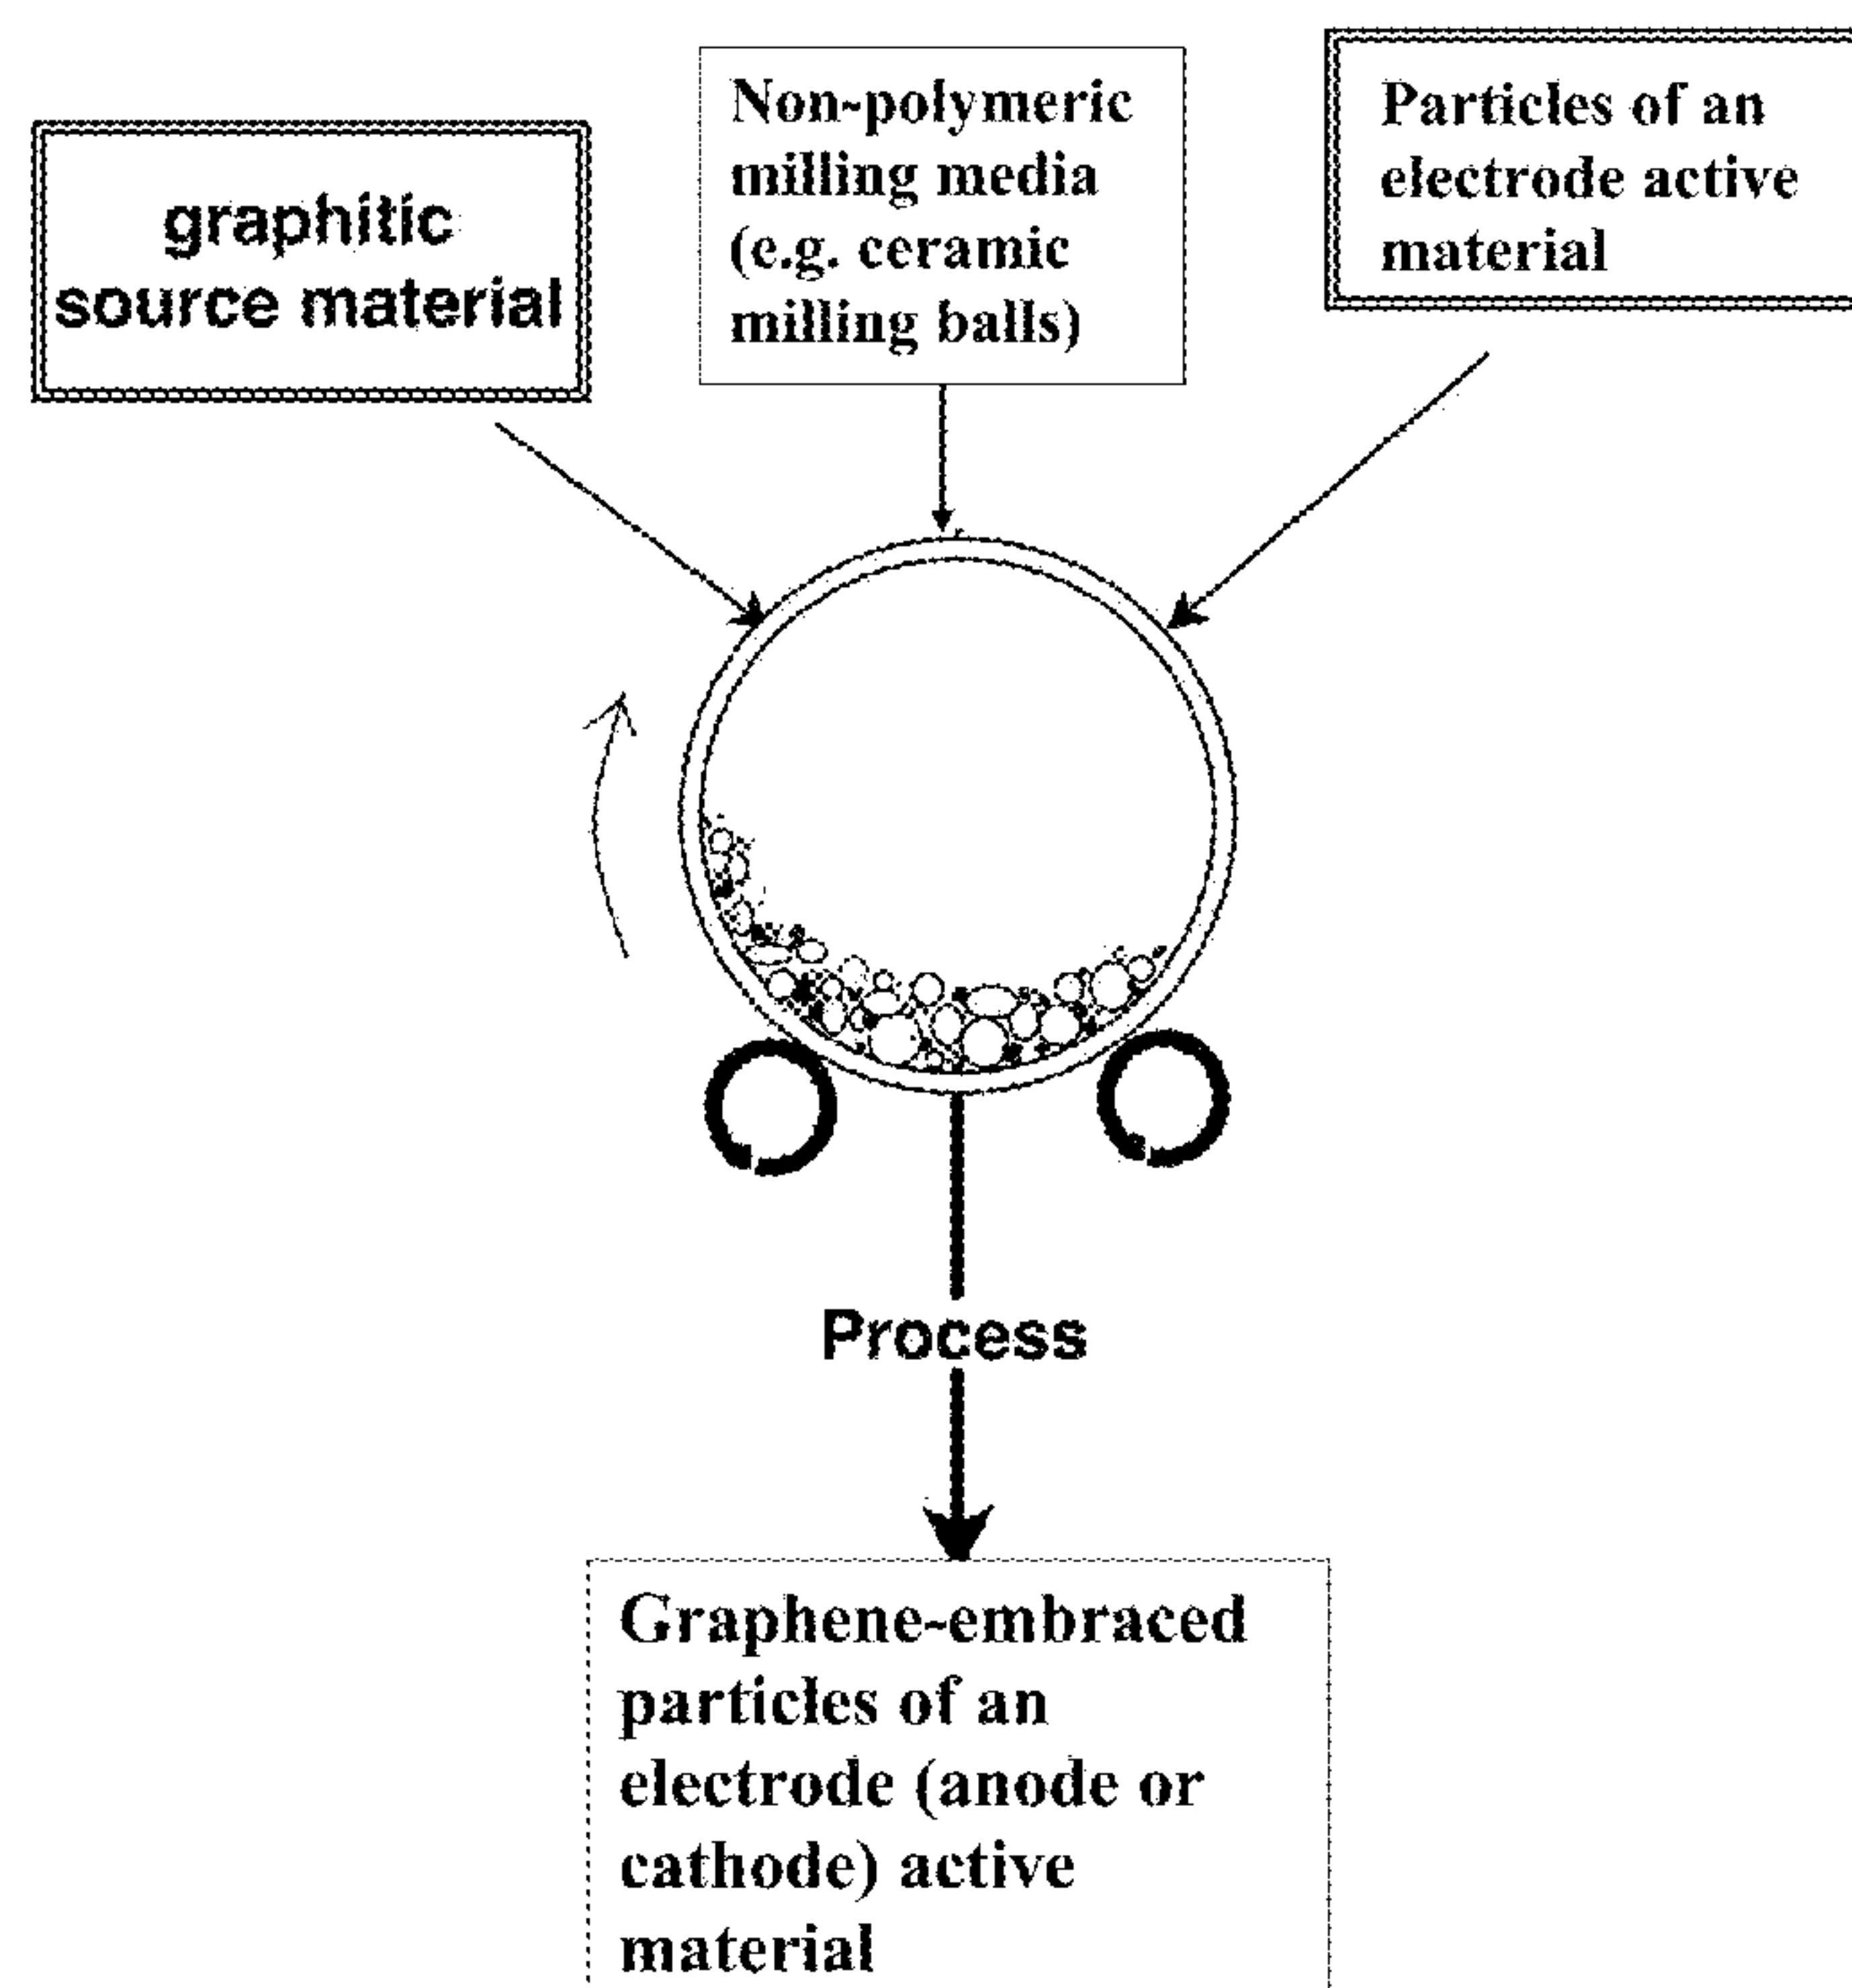 graphitic
source material
Non-polymeric
milling media
(e.g. ceramic
milling balls)
Particles of an
electrode active
material
Process
Graphene-embraced
particles of an
electrode (anode or
cathode) active
material